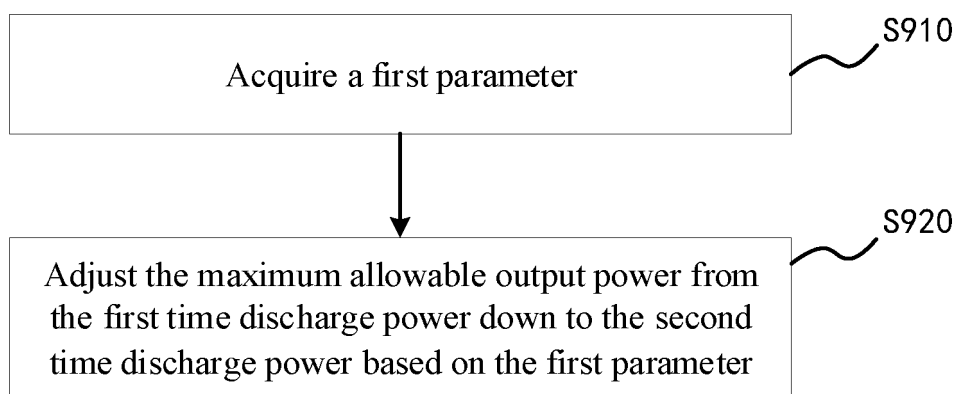 S910
Acquire a first parameter
S920
Adjust the maximum allowable output power from
the first time discharge power down to the second
time discharge power based on the first parameter